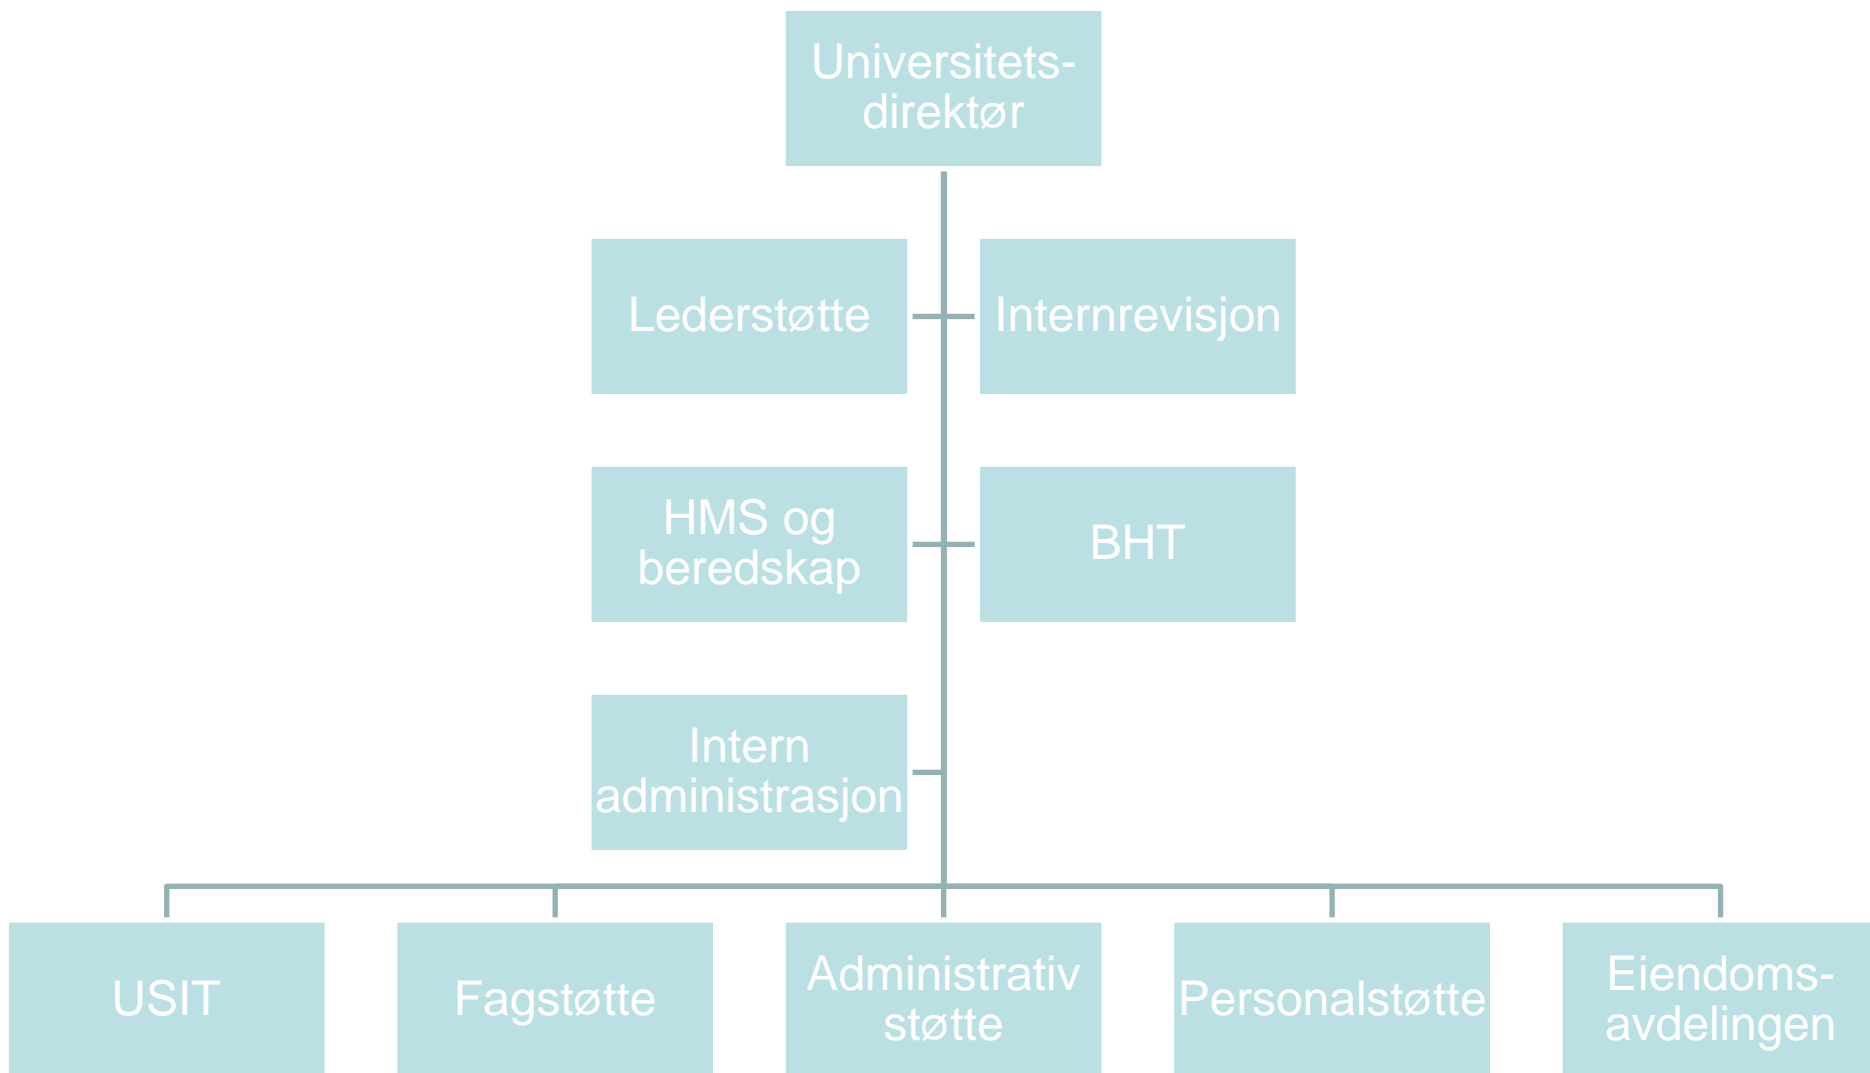 Universitets-
direktør
Lederstøtte
Internrevisjon
HMS og
beredskap
BHT
Intern
administrasjon
USIT
Fagstøtte
Administrativ
støtte
Personalstøtte
Eiendoms-
avdelingen